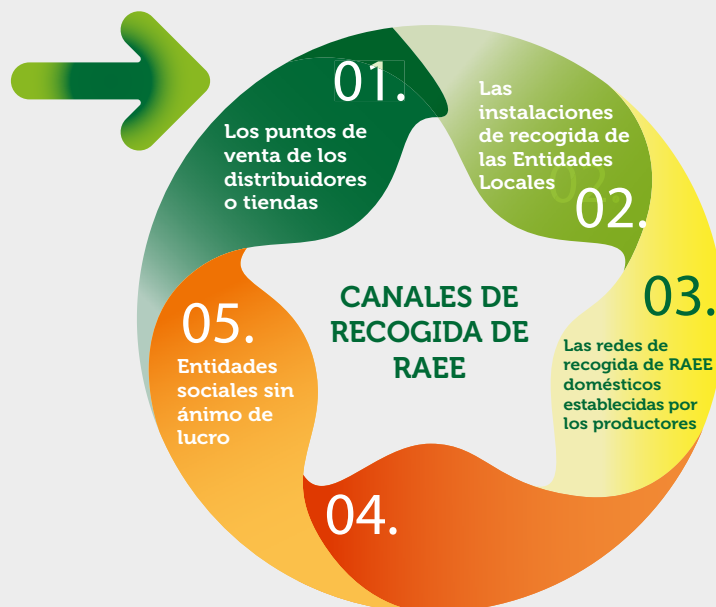 01.
Los puntos de
venta de los
distribuidores
o tiendas
Las
instalaciones
de recogida de
las Entidades
Locales
02.
03.
Las redes de
recogida de RAEE
domésticos
establecidas por
los productores
04.
05.
Entidades
sociales sin
ánimo de
lucro
CANALES DE
RECOGIDA DE
RAEE